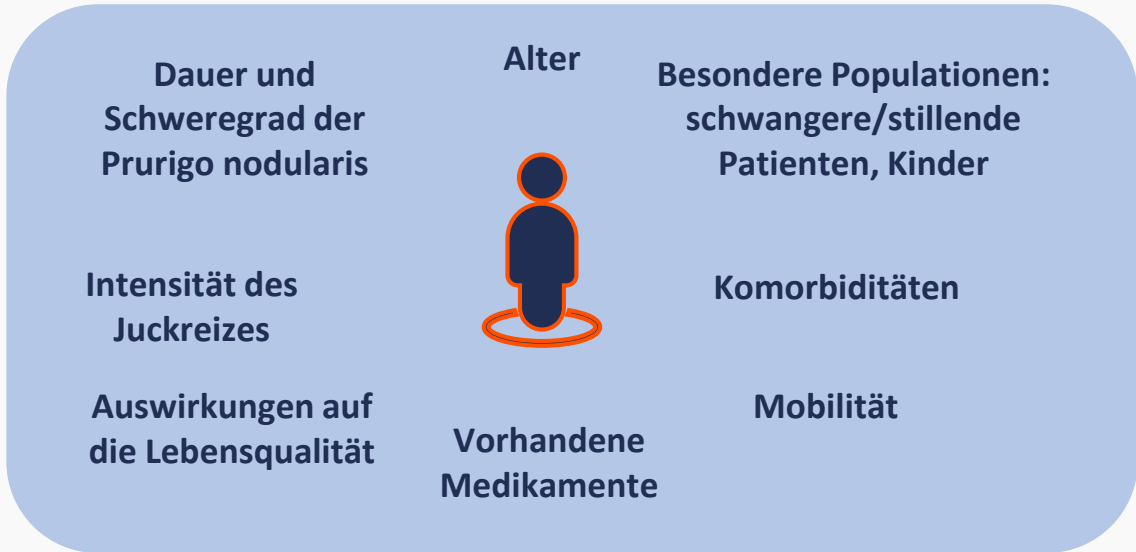 Alter
Dauer und
Schweregrad der
Prurigo nodularis
Besondere Populationen:
schwangere/stillende
Patienten, Kinder
Intensität des
Juckreizes
Komorbiditäten
Auswirkungen auf
die Lebensqualität
Mobilität
Vorhandene
Medikamente